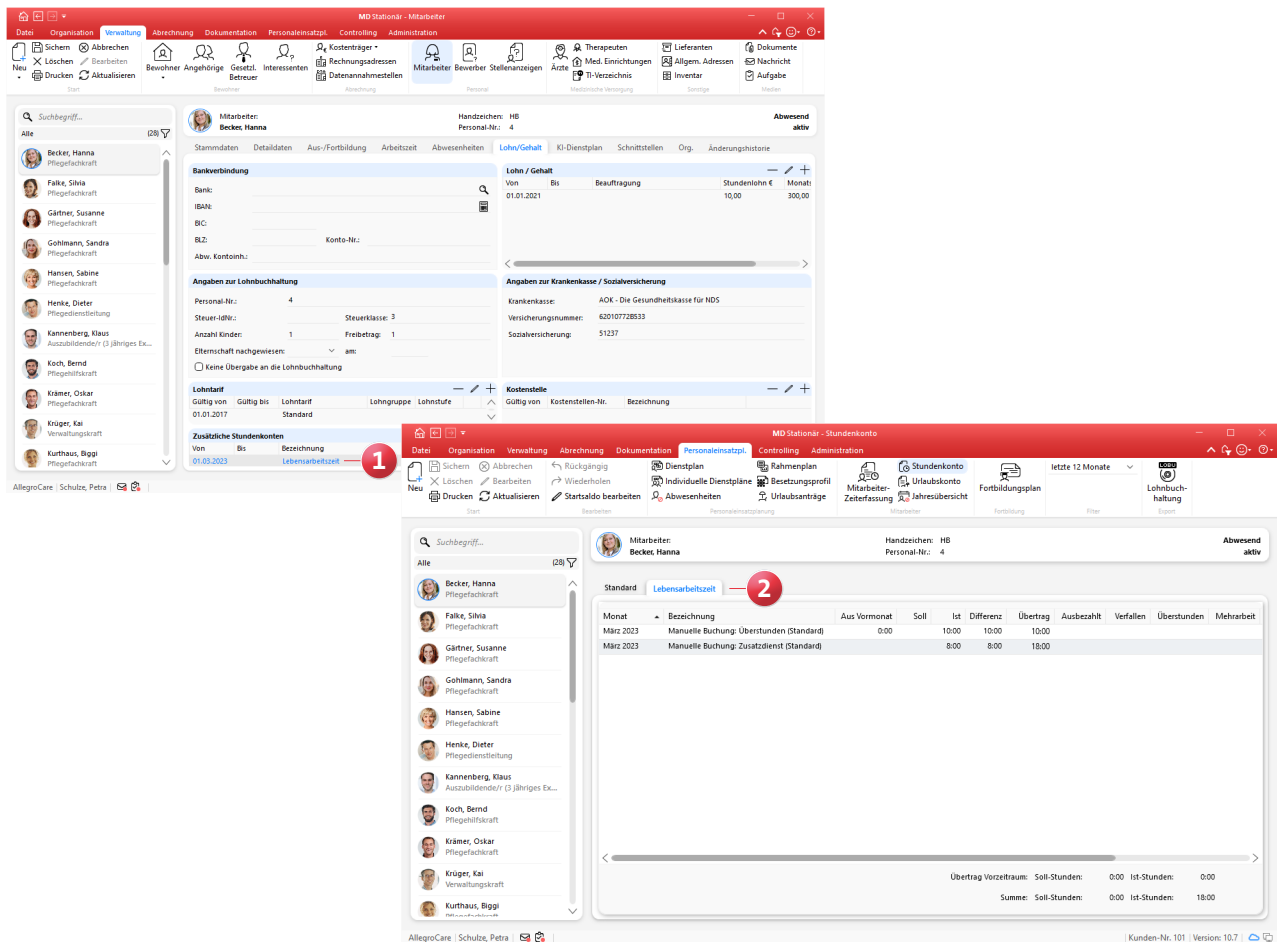 MD Stationär - Mitarbeiter
Datei Organisation Verwaltung Abrechnung Dokumentation Personaleinsatzpl. Controlling Administration
Neu
Sichern
Abbrechen
Löschen
Bearbeiten
Drucken
Aktualisieren
Start
Bewohner
Angehörige
Gesetzl. Betreuer
Interessenten
Bewohner
Kostenträger
Rechnungsadressen
Datenannahmestellen
Abrechnung
Mitarbeiter
Bewerber
Stellenanzeigen
Personal
Ärzte
Therapeuten
Med. Einrichtungen
TI-Verzeichnis
Medizinische Versorgung
Lieferanten
Allgem. Adressen
Inventar
Sonstige
Dokumente
Nachricht
Aufgabe
Medien
Suchbegriff...
Alle (28)
Becker, Hanna
Pflegefachkraft
Falke, Silvia
Pflegefachkraft
Gärtner, Susanne
Pflegefachkraft
Gohlmann, Sandra
Pflegefachkraft
Hansen, Sabine
Pflegefachkraft
Henke, Dieter
Pflegedienstleitung
Kannenberg, Klaus
Auszubildende/r (3 jähriges Ex...
Koch, Bernd
Pflegehilfskraft
Krämer, Oskar
Pflegefachkraft
Krüger, Kai
Verwaltungskraft
Kurthaus, Biggi
Pflegefachkraft
AllegroCare Schulze, Petra
Mitarbeiter: Handzeichen: HB Abwesend
Becker, Hanna Personal-Nr.: 4 aktiv
Stammdaten Detaildaten Aus-/Fortbildung Arbeitszeit Abwesenheiten Lohn/Gehalt KI-Dienstplan Schnittstellen Org. Änderungshistorie
Bankverbindung
Bank:
IBAN:
BIC:
BLZ: Konto-Nr.:
Abw. Kontoinh.:
Lohn / Gehalt
Von Bis Beauftragung Stundenlohn € Monats
01.01.2021 10,00 300,00
Angaben zur Lohnbuchhaltung
Personal-Nr.: 4
Steuer-IdNr.: Steuerklasse: 3
Anzahl Kinder: 1 Freibetrag: 1
Elternschaft nachgewiesen: am:
Keine Übergabe an die Lohnbuchhaltung
Angaben zur Krankenkasse / Sozialversicherung
Krankenkasse: AOK - Die Gesundheitskasse für NDS
Versicherungsnummer: 62010772B533
Sozialversicherung: 51237
Lohntarif
Gültig von Gültig bis Lohntarif Lohngruppe Lohnstufe
01.01.2017 Standard
Kostenstelle
Gültig von Kostenstellen-Nr. Bezeichnung
Zusätzliche Stundenkonten
Von Bis Bezeichnung
01.03.2023 Lebensarbeitszeit
1
MD Stationär - Stundenkonto
Datei Organisation Verwaltung Abrechnung Dokumentation Personaleinsatzpl. Controlling Administration
Neu
Sichern
Abbrechen
Löschen
Bearbeiten
Drucken
Aktualisieren
Start
Rückgängig
Wiederholen
Startsaldo bearbeiten
Bearbeiten
Dienstplan
Individuelle Dienstpläne
Abwesenheiten
Rahmenplan
Besetzungsprofil
Urlaubsanträge
Personaleinsatzplanung
Mitarbeiter-
Zeiterfassung
Stundenkonto
Urlaubskonto
Jahresübersicht
Mitarbeiter
Fortbildungsplan
Fortbildung
letzte 12 Monate
Filter
LOBU
Lohnbuch-
haltung
Export
Suchbegriff...
Alle (28)
Becker, Hanna
Pflegefachkraft
Falke, Silvia
Pflegefachkraft
Gärtner, Susanne
Pflegefachkraft
Gohlmann, Sandra
Pflegefachkraft
Hansen, Sabine
Pflegefachkraft
Henke, Dieter
Pflegedienstleitung
Kannenberg, Klaus
Auszubildende/r (3 jähriges Ex...
Koch, Bernd
Pflegehilfskraft
Krämer, Oskar
Pflegefachkraft
Krüger, Kai
Verwaltungskraft
Kurthaus, Biggi
Pflegefachkraft
Mitarbeiter: Handzeichen: HB Abwesend
Becker, Hanna Personal-Nr.: 4 aktiv
Standard Lebensarbeitszeit
2
Monat Bezeichnung Aus Vormonat Soll Ist Differenz Übertrag Ausbezahlt Verfallen Überstunden Mehrarbeit
März 2023 Manuelle Buchung: Überstunden (Standard) 0:00 10:00 10:00 10:00
März 2023 Manuelle Buchung: Zusatzdienst (Standard) 8:00 8:00 18:00
Übertrag Vorzeitraum: Soll-Stunden: 0:00 Ist-Stunden: 0:00
Summe: Soll-Stunden: 0:00 Ist-Stunden: 18:00
AllegroCare Schulze, Petra Kunden-Nr. 101 Version: 10.7